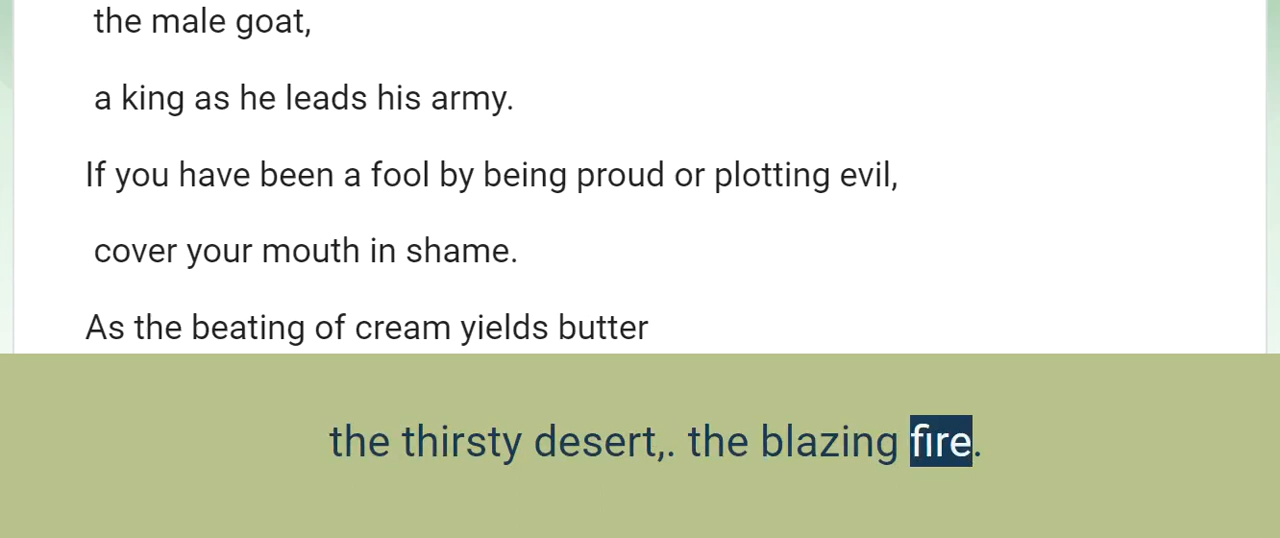 the male goat,
a king as he leads his army.
If you have been a fool by being proud or plotting evil,
cover your mouth in shame.
As the beating of cream yields butter
the thirsty desert,. the blazing fire.